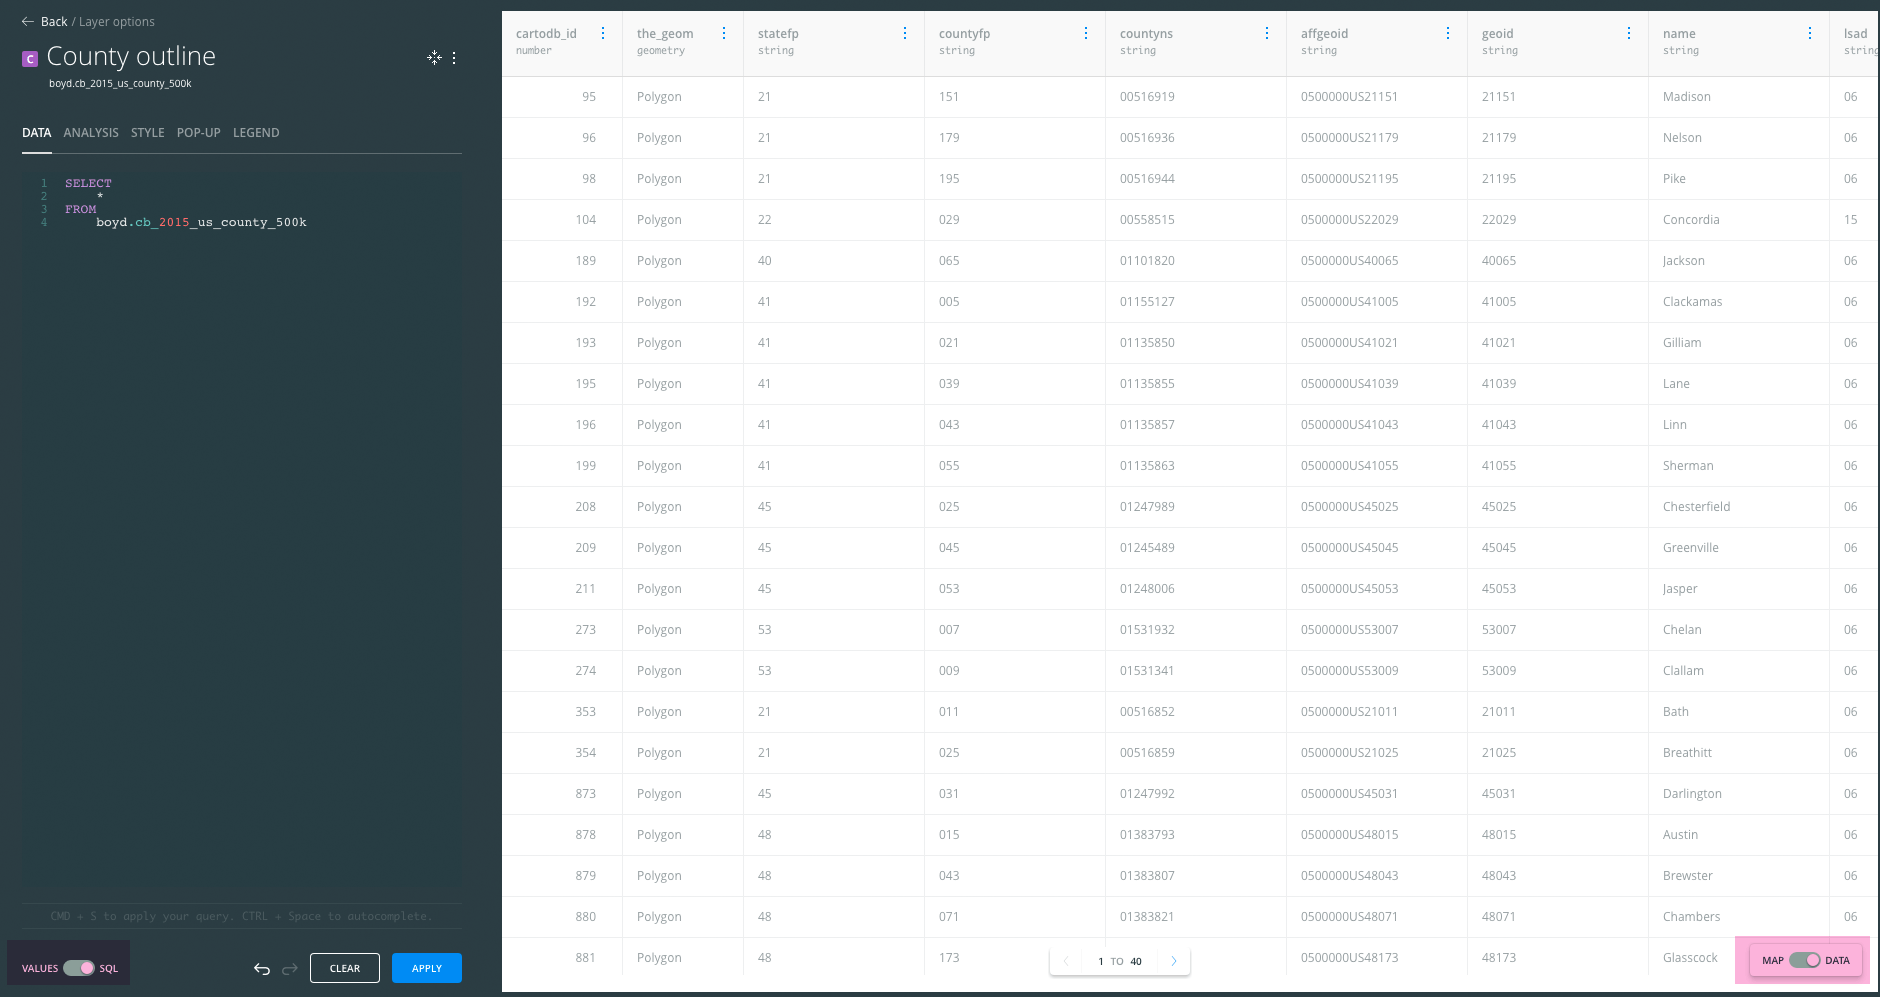 Back / Layer options
C County outline
boyd.cb_2015_us_county_500k
DATA ANALYSIS STYLE POP-UP LEGEND
1 SELECT
2 *
3 FROM
4 boyd.cb_2015_us_county_500k
CMD + S to apply your query. CTRL + Space to autocomplete.
VALUES SQL CLEAR APPLY
cartodb_id the_geom statefp countyfp countyns affgeoid geoid name lsad
number geometry string string string string string string string
95 Polygon 21 151 00516919 0500000US21151 21151 Madison 06
96 Polygon 21 179 00516936 0500000US21179 21179 Nelson 06
98 Polygon 21 195 00516944 0500000US21195 21195 Pike 06
104 Polygon 22 029 00558515 0500000US22029 22029 Concordia 15
189 Polygon 40 065 01101820 0500000US40065 40065 Jackson 06
192 Polygon 41 005 01155127 0500000US41005 41005 Clackamas 06
193 Polygon 41 021 01135850 0500000US41021 41021 Gilliam 06
195 Polygon 41 039 01135855 0500000US41039 41039 Lane 06
196 Polygon 41 043 01135857 0500000US41043 41043 Linn 06
199 Polygon 41 055 01135863 0500000US41055 41055 Sherman 06
208 Polygon 45 025 01247989 0500000US45025 45025 Chesterfield 06
209 Polygon 45 045 01245489 0500000US45045 45045 Greenville 06
211 Polygon 45 053 01248006 0500000US45053 45053 Jasper 06
273 Polygon 53 007 01531932 0500000US53007 53007 Chelan 06
274 Polygon 53 009 01531341 0500000US53009 53009 Clallam 06
353 Polygon 21 011 00516852 0500000US21011 21011 Bath 06
354 Polygon 21 025 00516859 0500000US21025 21025 Breathitt 06
873 Polygon 45 031 01247992 0500000US45031 45031 Darlington 06
878 Polygon 48 015 01383793 0500000US48015 48015 Austin 06
879 Polygon 48 043 01383807 0500000US48043 48043 Brewster 06
880 Polygon 48 071 01383821 0500000US48071 48071 Chambers 06
881 Polygon 48 173 0500000US48173 48173 Glasscock
1 TO 40
MAP DATA